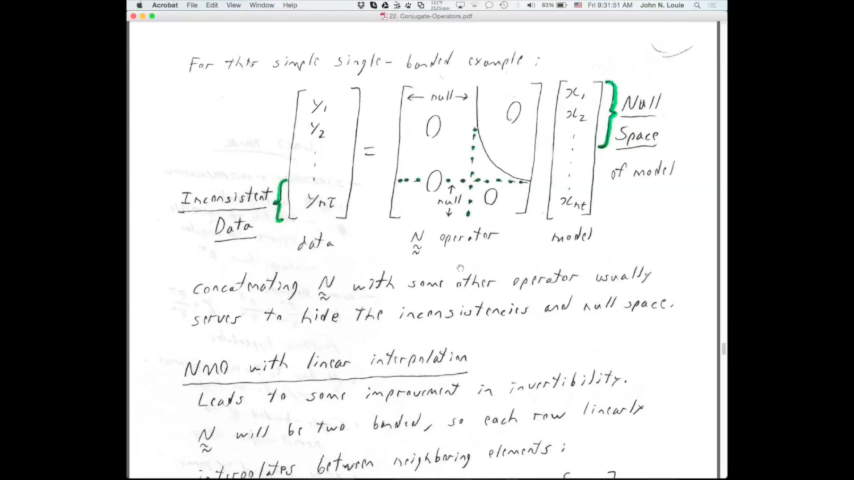 Acrobat File Edit View Window Help 83% Fri 9:31:51 AM John N. Louie
22. Conjugate-Operators.pdf
For this simple single-banded example:
y1
y2
ynτ
data
Inconsistent
Data
=
← null →
0
0
0
null
0
N operator
x1
x2
xnt
model
Null
Space
of model
concatenating N with some other operator usually
serves to hide the inconsistencies and null space.
NMO with linear interpolation
Leads to some improvement in invertibility.
N will be two banded, so each row linearly
interpolates between neighboring elements: